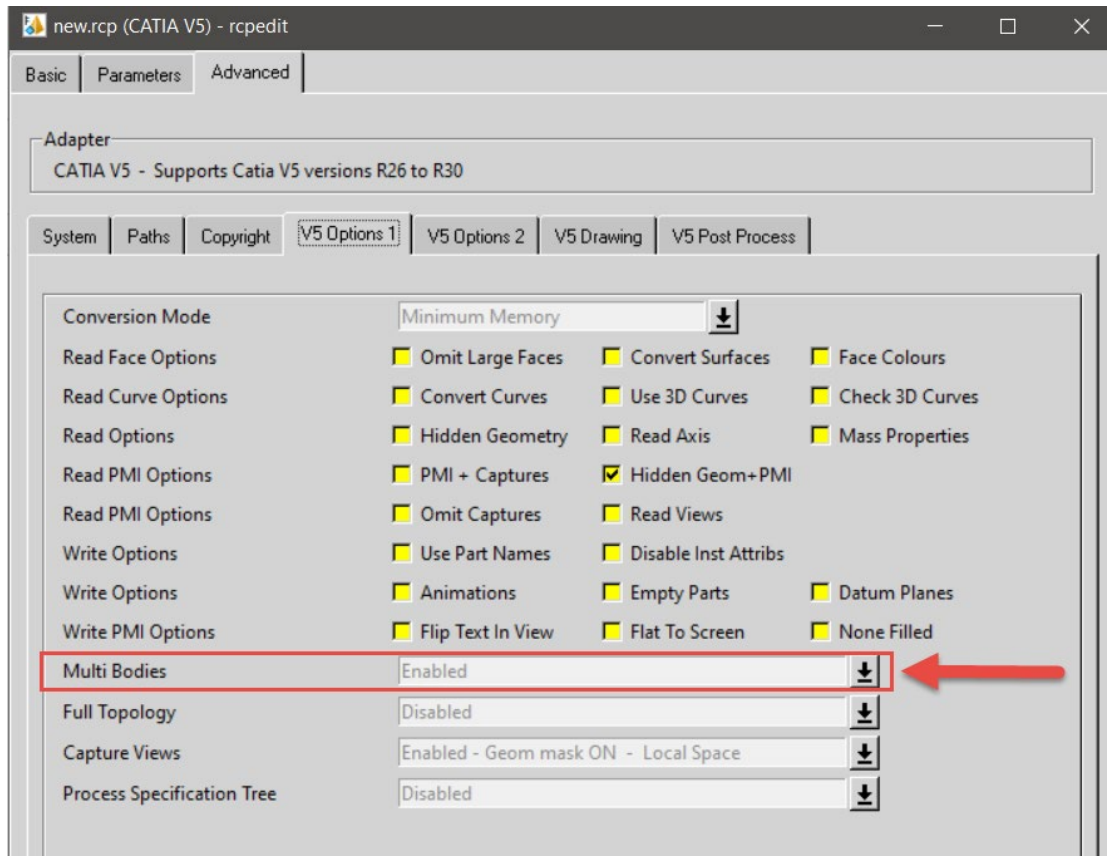 new.rcp (CATIA V5) - rcpedit
Basic Parameters Advanced
Adapter
CATIA V5 - Supports Catia V5 versions R26 to R30
System Paths Copyright V5 Options 1 V5 Options 2 V5 Drawing V5 Post Process
Conversion Mode Minimum Memory
Read Face Options Omit Large Faces Convert Surfaces Face Colours
Read Curve Options Convert Curves Use 3D Curves Check 3D Curves
Read Options Hidden Geometry Read Axis Mass Properties
Read PMI Options PMI + Captures Hidden Geom+PMI
Read PMI Options Omit Captures Read Views
Write Options Use Part Names Disable Inst Attribs
Write Options Animations Empty Parts Datum Planes
Write PMI Options Flip Text In View Flat To Screen None Filled
Multi Bodies Enabled
Full Topology Disabled
Capture Views Enabled - Geom mask ON - Local Space
Process Specification Tree Disabled